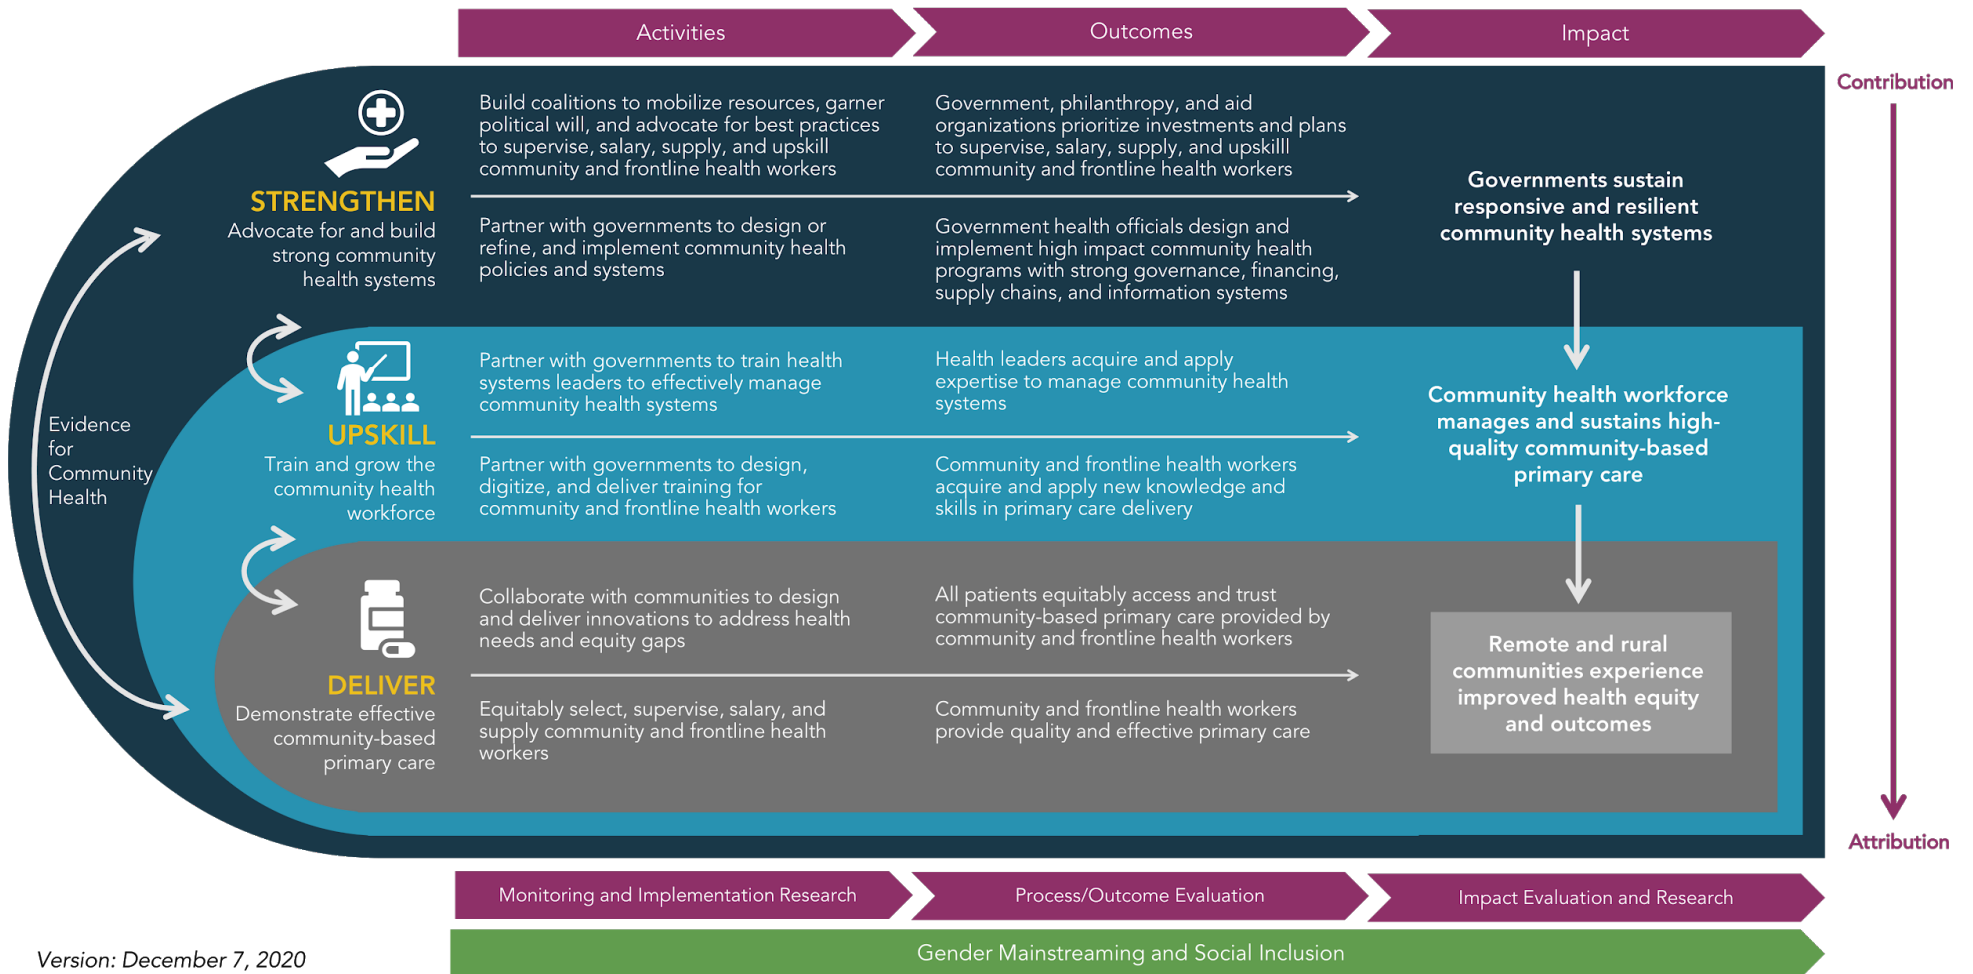 Activities
Outcomes
Impact
Contribution
STRENGTHEN
Advocate for and build
strong community
health systems
Build coalitions to mobilize resources, garner
political will, and advocate for best practices
to supervise, salary, supply, and upskill
community and frontline health workers
Partner with governments to design or
refine, and implement community health
policies and systems
Government, philanthropy, and aid
organizations prioritize investments and plans
to supervise, salary, supply, and upskilll
community and frontline health workers
Government health officials design and
implement high impact community health
programs with strong governance, financing,
supply chains, and information systems
Governments sustain
responsive and resilient
community health systems
Evidence
for
Community
Health
UPSKILL
Train and grow the
community health
workforce
Partner with governments to train health
systems leaders to effectively manage
community health systems
Partner with governments to design,
digitize, and deliver training for
community and frontline health workers
Health leaders acquire and apply
expertise to manage community health
systems
Community and frontline health workers
acquire and apply new knowledge and
skills in primary care delivery
Community health workforce
manages and sustains high-
quality community-based
primary care
DELIVER
Demonstrate effective
community-based
primary care
Collaborate with communities to design
and deliver innovations to address health
needs and equity gaps
Equitably select, supervise, salary, and
supply community and frontline health
workers
All patients equitably access and trust
community-based primary care provided by
community and frontline health workers
Community and frontline health workers
provide quality and effective primary care
Remote and rural
communities experience
improved health equity
and outcomes
Attribution
Monitoring and Implementation Research
Process/Outcome Evaluation
Impact Evaluation and Research
Gender Mainstreaming and Social Inclusion
Version: December 7, 2020